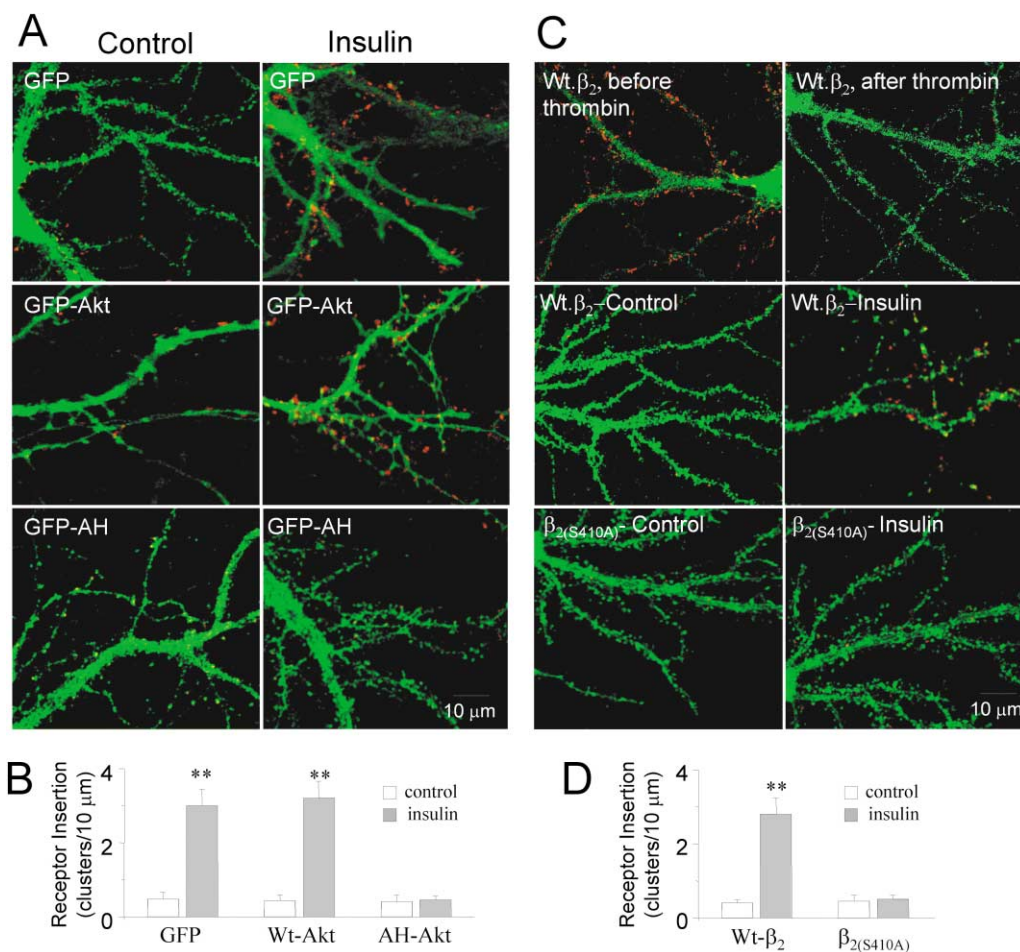 A
Control
Insulin
GFP
GFP
GFP-Akt
GFP-Akt
GFP-AH
GFP-AH
10 μm
B
Receptor Insertion
(clusters/10 μm)
4
2
0
**
**
control
insulin
GFP
Wt-Akt
AH-Akt
C
Wt.β₂, before
thrombin
Wt.β₂, after thrombin
Wt.β₂–Control
Wt.β₂–Insulin
β₂(S410A)- Control
β₂(S410A)- Insulin
10 μm
D
Receptor Insertion
(clusters/10 μm)
4
2
0
**
control
insulin
Wt-β₂
β₂(S410A)